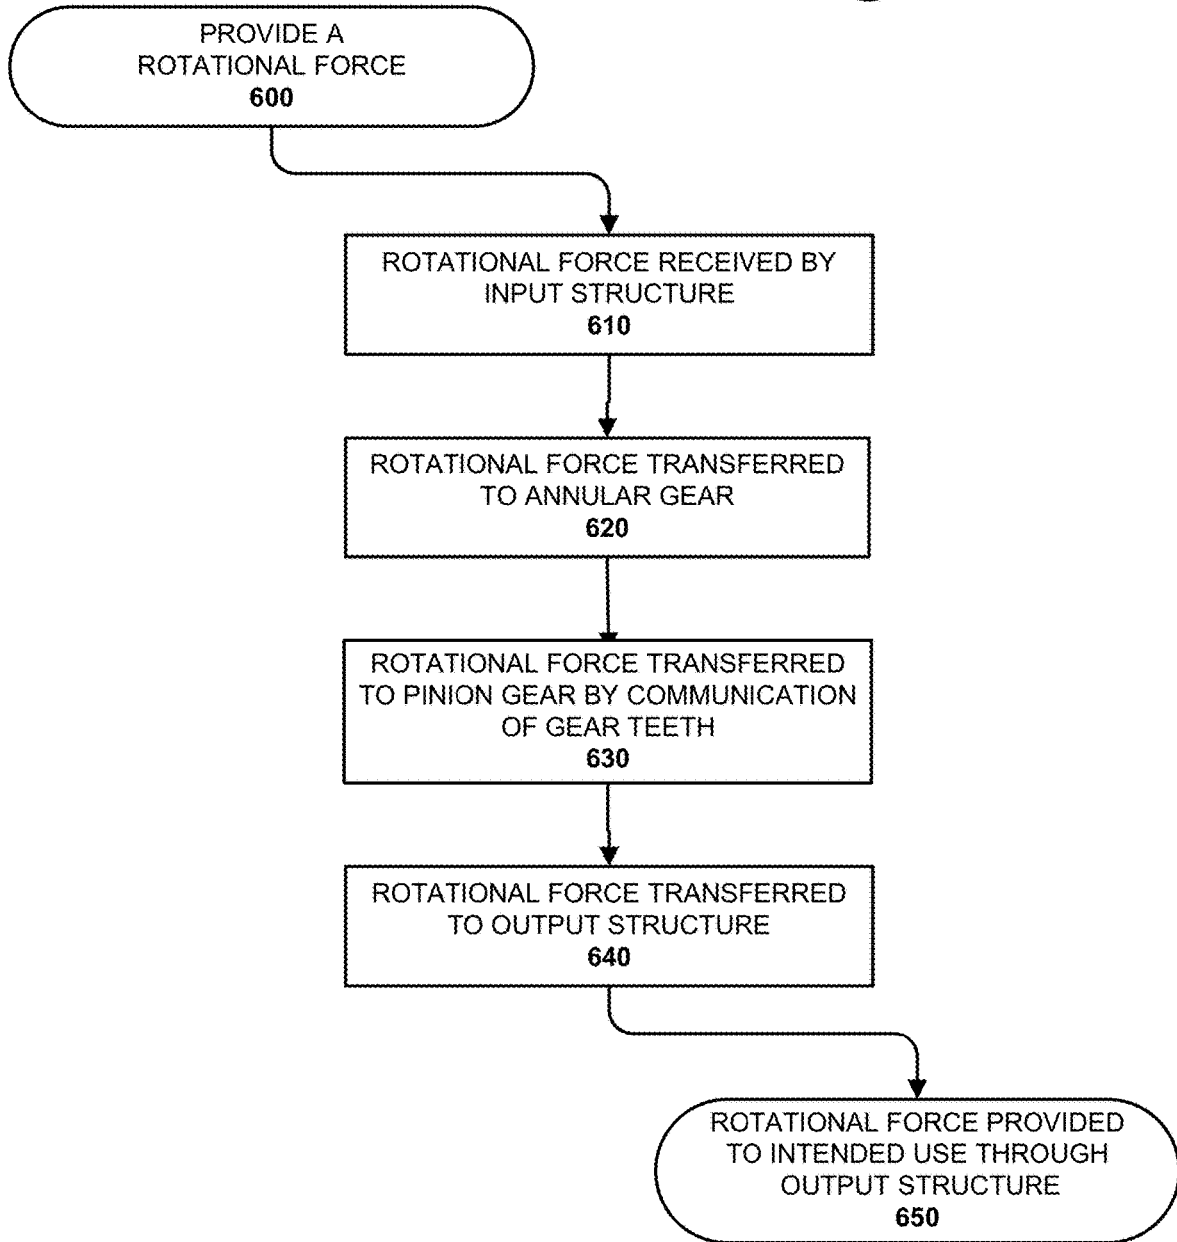 PROVIDE A
ROTATIONAL FORCE
600
ROTATIONAL FORCE RECEIVED BY
INPUT STRUCTURE
610
ROTATIONAL FORCE TRANSFERRED
TO ANNULAR GEAR
620
ROTATIONAL FORCE TRANSFERRED
TO PINION GEAR BY COMMUNICATION
OF GEAR TEETH
630
ROTATIONAL FORCE TRANSFERRED
TO OUTPUT STRUCTURE
640
ROTATIONAL FORCE PROVIDED
TO INTENDED USE THROUGH
OUTPUT STRUCTURE
650